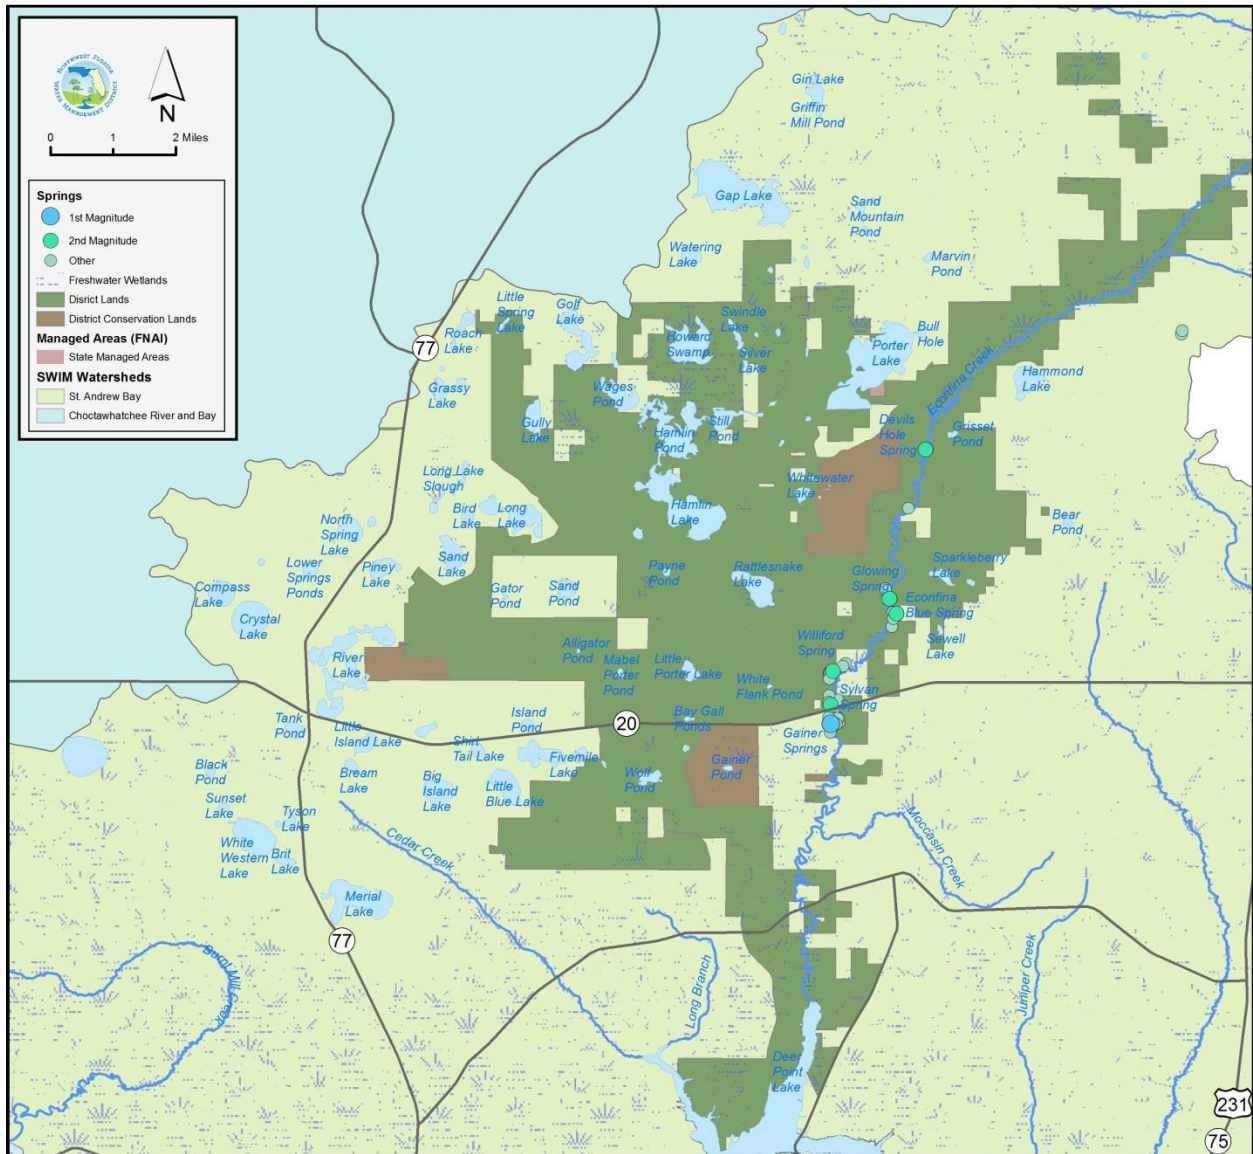 NORTHWEST FLORIDA
WATER MANAGEMENT DISTRICT
N
0 1 2 Miles
Springs
1st Magnitude
2nd Magnitude
Other
Freshwater Wetlands
Disrict Lands
District Conservation Lands
Managed Areas (FNAI)
State Managed Areas
SWIM Watersheds
St. Andrew Bay
Choctawhatchee River and Bay
Gin Lake
Griffin
Mill Pond
Gap Lake
Sand
Mountain
Pond
Watering
Lake
Marvin
Pond
Little
Spring
Lake
Golf
Lake
Roach
Lake
77
Howard
Swamp
Swindle
Lake
Silver
Lake
Porter
Lake
Bull
Hole
Econfina Creek
Hammond
Lake
Grassy
Lake
Wages
Pond
Gully
Lake
Hamlin
Pond
Still
Pond
Devils
Hole
Spring
Grisset
Pond
Long Lake
Slough
Bird
Lake
Long
Lake
Whitewater
Lake
Hamlin
Lake
Bear
Pond
North
Spring
Lake
Lower
Springs
Ponds
Piney
Lake
Sand
Lake
Compass
Lake
Crystal
Lake
Gator
Pond
Sand
Pond
Payne
Pond
Rattlesnake
Lake
Glowing
Spring
Sparkleberry
Lake
Econfina
Blue Spring
Sewell
Lake
River
Lake
Alligator
Pond
Mabel
Porter
Pond
Little
Porter Lake
White
Flank Pond
Williford
Spring
Sylvan
Spring
Tank
Pond
Little
Island Lake
Island
Pond
20
Bay Gall
Ponds
Gainer
Springs
Shirt
Tail Lake
Fivemile
Lake
Black
Pond
Bream
Lake
Big
Island
Lake
Little
Blue Lake
Wolf
Pond
Gainer
Pond
Sunset
Lake
Tyson
Lake
White
Western
Lake
Brit
Lake
Cedar Creek
Moccasin Creek
Merial
Lake
77
Burnt Mill Creek
Long Branch
Juniper Creek
Deer
Point
Lake
231
75